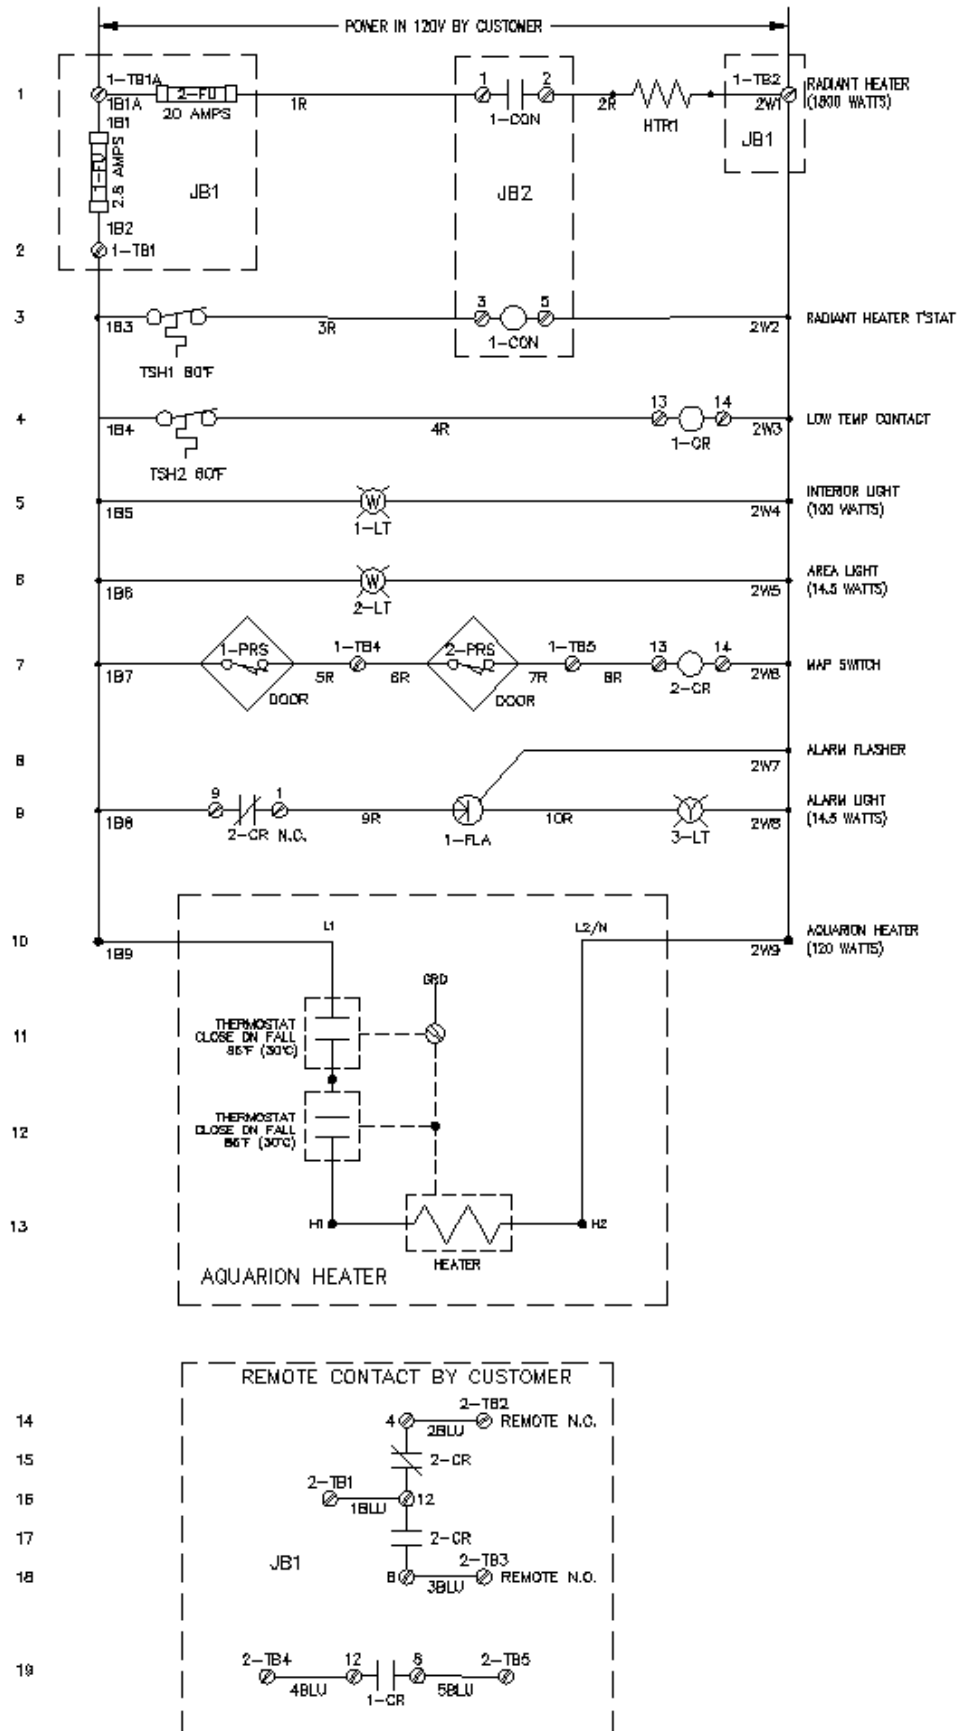 POWER IN 120V BY CUSTOMER
1
1-TB1A
2-FU
1B1A
20 AMPS
1R
1
2
1-CON
2R
HTR1
1-TB2
2W1
JB1
RADIANT HEATER
(1800 WATTS)
1B1
1-FU
2.8 AMPS
JB1
JB2
1B2
2
1-TB1
3
1B3
TSH1 80°F
3R
3
5
1-CON
2W2
RADIANT HEATER T'STAT
4
1B4
TSH2 60°F
4R
13
14
1-CR
2W3
LOW TEMP CONTACT
5
1B5
W
1-LT
2W4
INTERIOR LIGHT
(100 WATTS)
6
1B6
W
2-LT
2W5
AREA LIGHT
(14.5 WATTS)
7
1B7
1-PRS
DOOR
5R
1-TB4
6R
2-PRS
DOOR
7R
1-TB5
8R
13
14
2-CR
2W6
MAP SWITCH
8
2W7
ALARM FLASHER
9
1B8
9
1
2-CR N.C.
9R
1-FLA
10R
Y
3-LT
2W8
ALARM LIGHT
(14.5 WATTS)
10
1B9
L1
L2/N
2W9
AQUARION HEATER
(120 WATTS)
GRD
11
THERMOSTAT
CLOSE ON FALL
86°F (30°C)
12
THERMOSTAT
CLOSE ON FALL
86°F (30°C)
13
H1
H2
HEATER
AQUARION HEATER
REMOTE CONTACT BY CUSTOMER
14
4
2-TB2
2BLU
REMOTE N.C.
15
2-CR
16
2-TB1
1BLU
12
17
2-CR
JB1
18
8
2-TB3
3BLU
REMOTE N.O.
19
2-TB4
4BLU
12
8
1-CR
5BLU
2-TB5